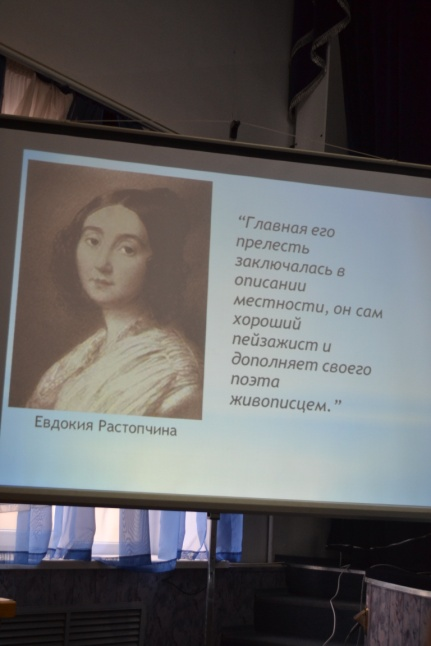 “Главная его
прелесть
заключалась в
описании
местности, он сам
хороший
пейзажист и
дополняет своего
поэта
живописцем.”
Евдокия Растопчина